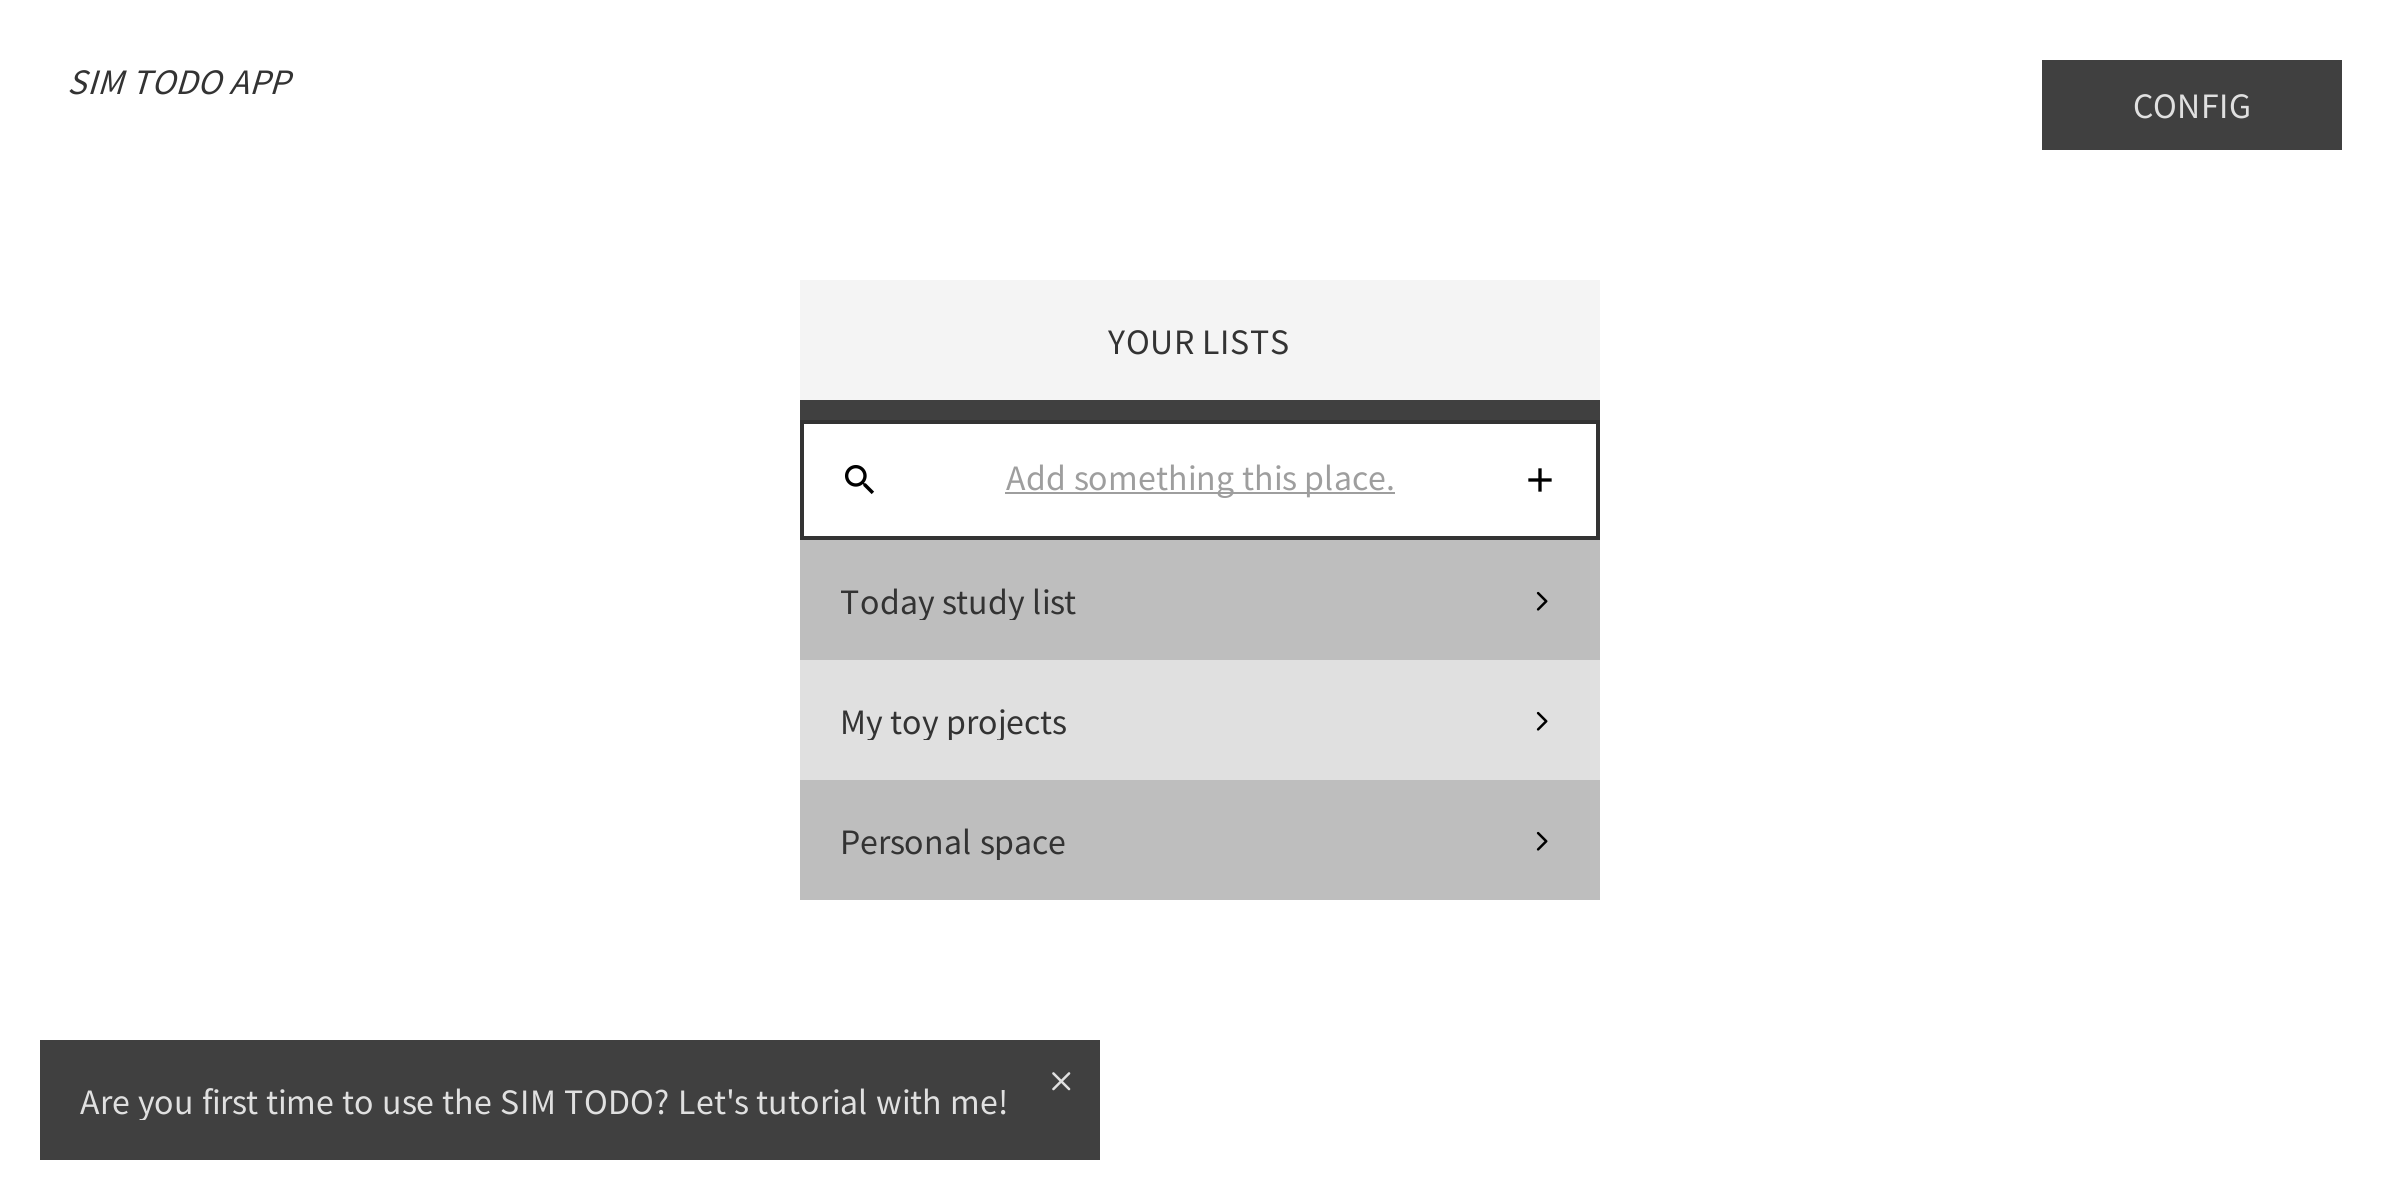 SIM TODO APP
CONFIG
YOUR LISTS
Add something this place.
Today study list
My toy projects
Personal space
Are you first time to use the SIM TODO? Let's tutorial with me!